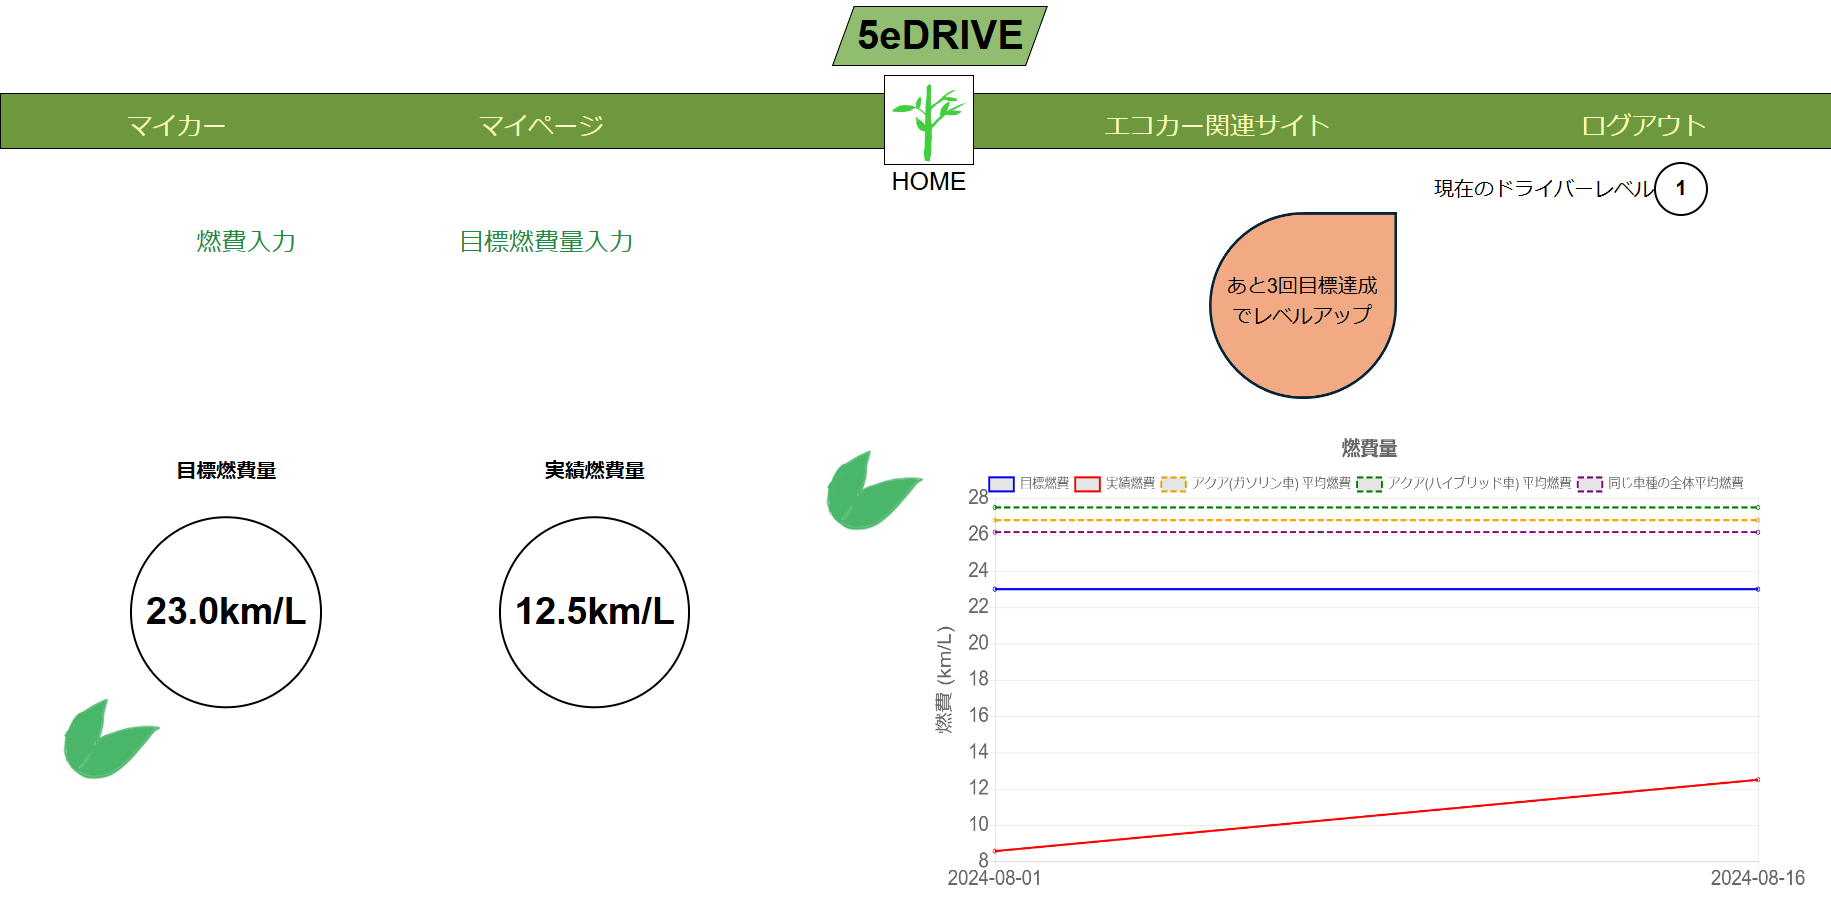 5eDRIVE
マイカー
マイページ
HOME
エコカー関連サイト
ログアウト
現在のドライバーレベル 1
燃費入力
目標燃費量入力
あと3回目標達成
でレベルアップ
目標燃費量
実績燃費量
23.0km/L
12.5km/L
燃費量
目標燃費 実績燃費 アクア(ガソリン車) 平均燃費 アクア(ハイブリッド車) 平均燃費 同じ車種の全体平均燃費
燃費 (km/L)
28
26
24
22
20
18
16
14
12
10
8
2024-08-01
2024-08-16